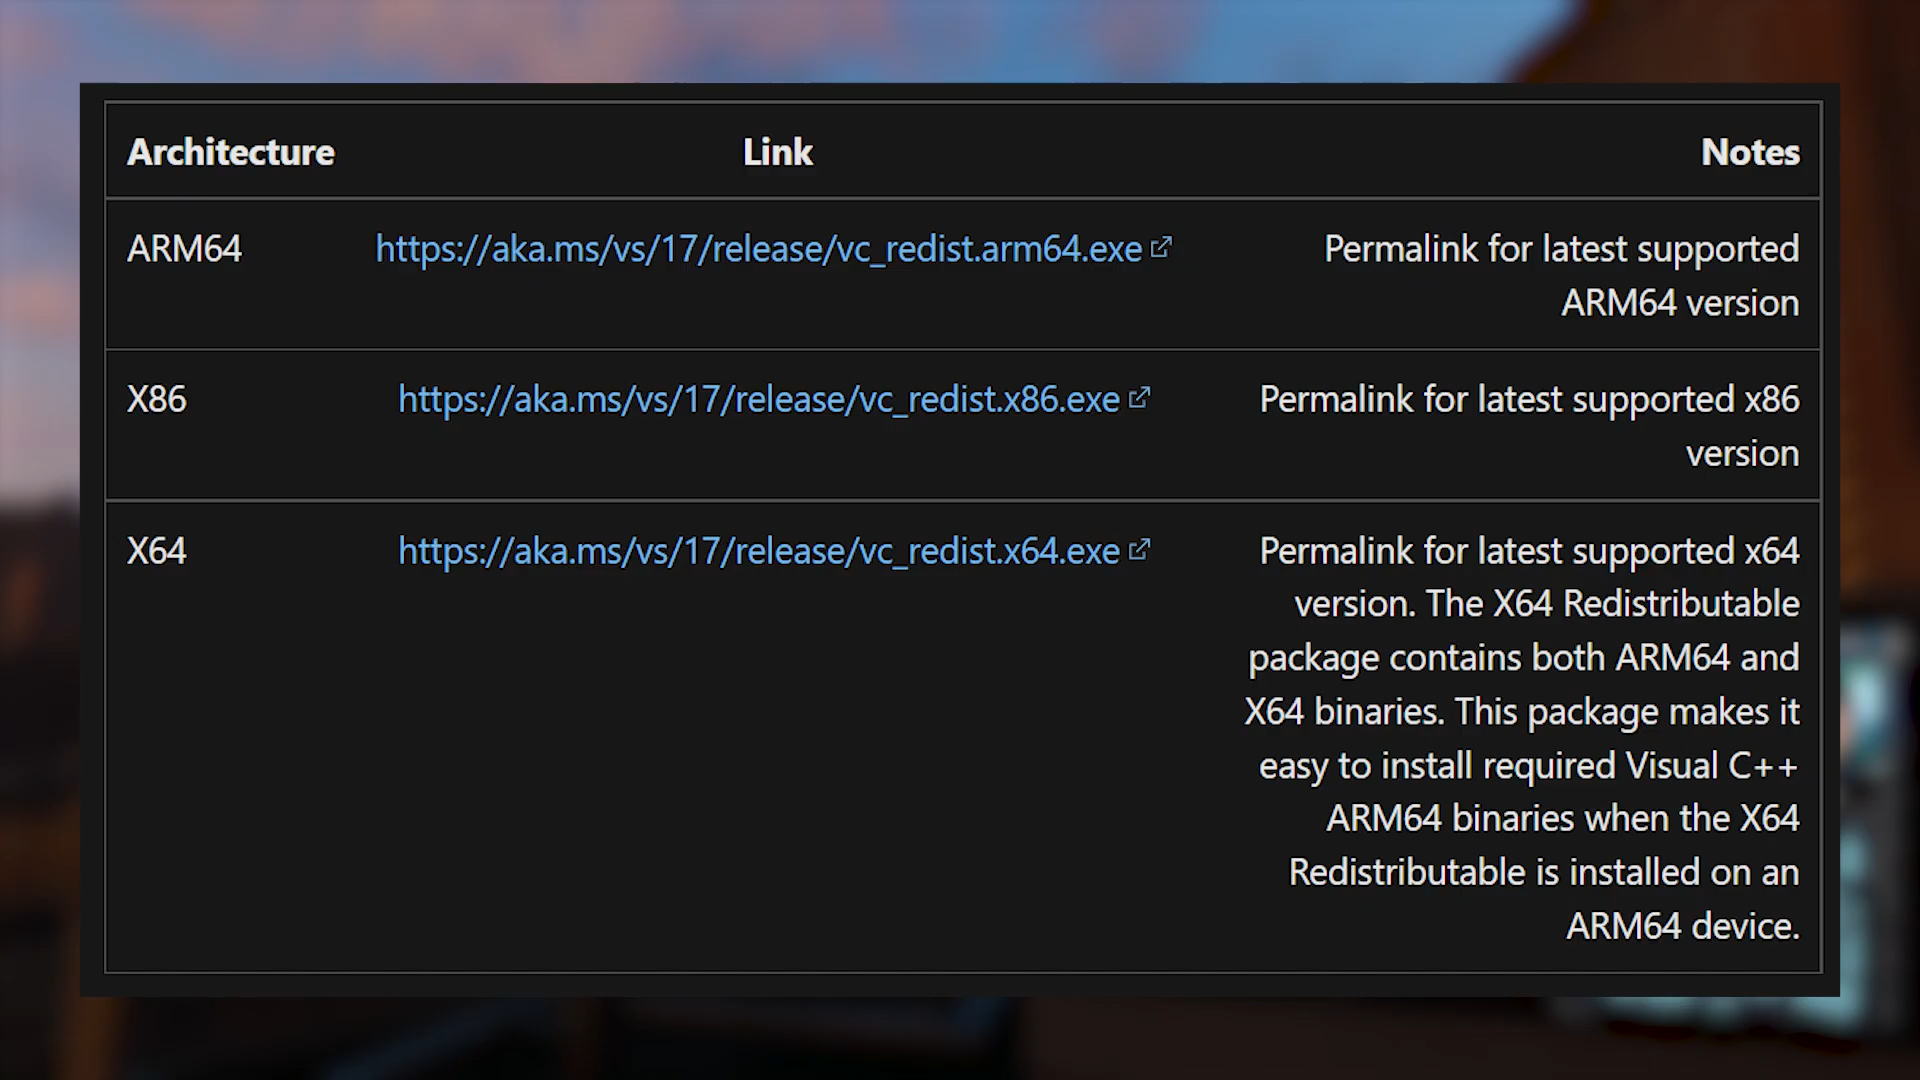 Architecture Link Notes
ARM64 https://aka.ms/vs/17/release/vc_redist.arm64.exe Permalink for latest supported
ARM64 version
X86 https://aka.ms/vs/17/release/vc_redist.x86.exe Permalink for latest supported x86
version
X64 https://aka.ms/vs/17/release/vc_redist.x64.exe Permalink for latest supported x64
version. The X64 Redistributable
package contains both ARM64 and
X64 binaries. This package makes it
easy to install required Visual C++
ARM64 binaries when the X64
Redistributable is installed on an
ARM64 device.